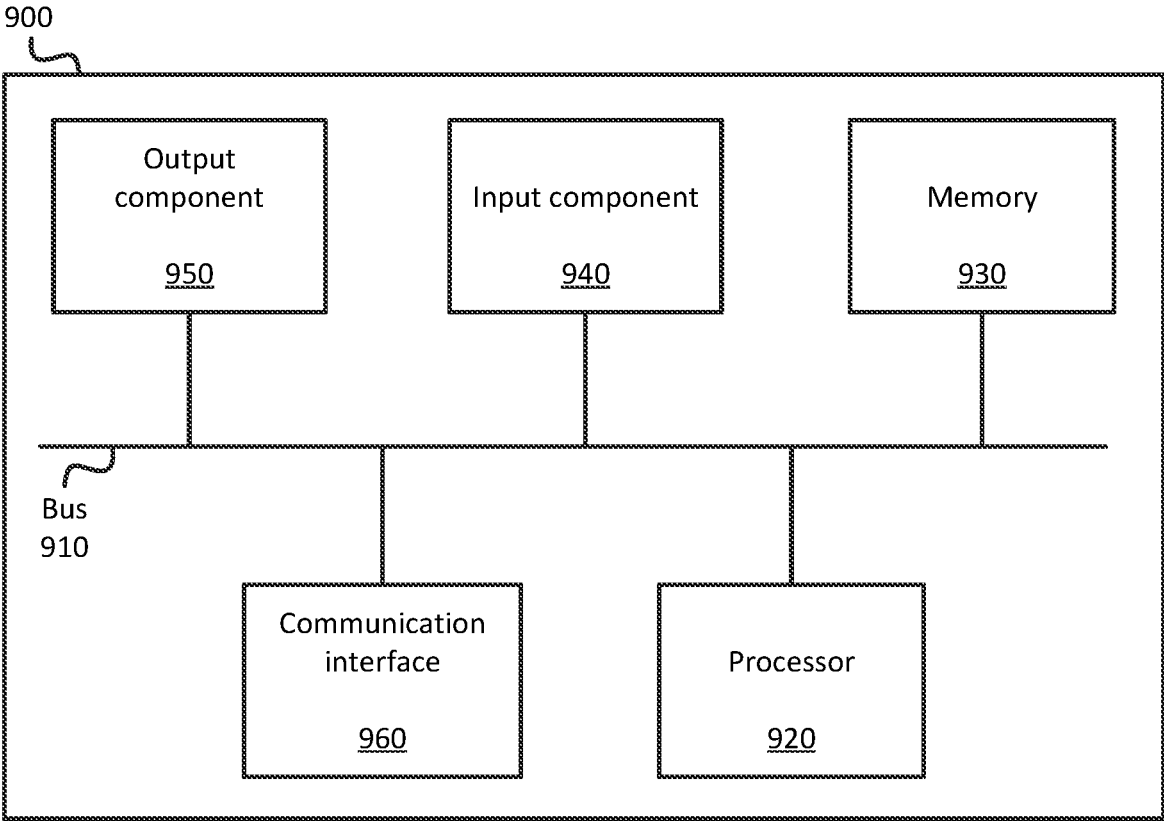 900
Output
component
950
Input component
940
Memory
930
Bus
910
Communication
interface
960
Processor
920